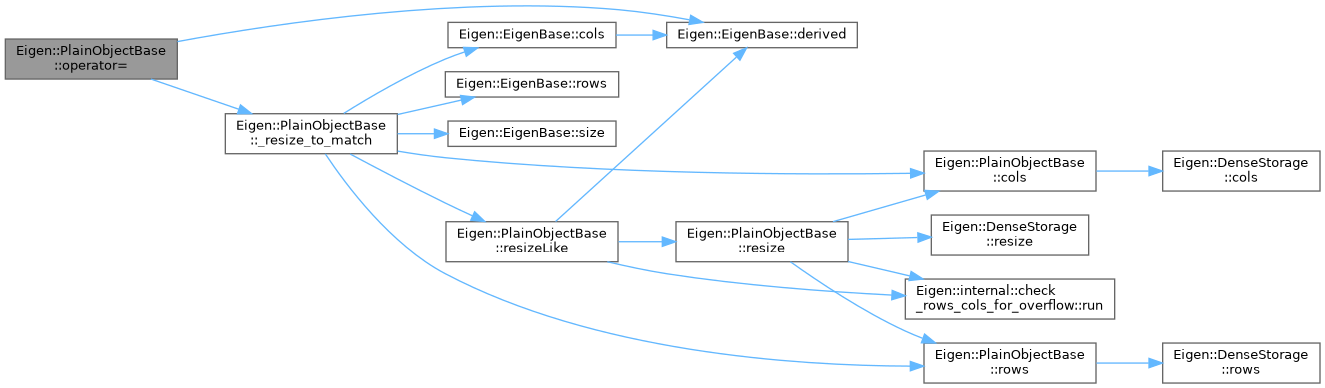 Eigen::PlainObjectBase
::operator=
Eigen::PlainObjectBase
::_resize_to_match
Eigen::EigenBase::cols
Eigen::EigenBase::derived
Eigen::EigenBase::rows
Eigen::EigenBase::size
Eigen::PlainObjectBase
::resizeLike
Eigen::PlainObjectBase
::resize
Eigen::PlainObjectBase
::cols
Eigen::DenseStorage
::cols
Eigen::DenseStorage
::resize
Eigen::internal::check
_rows_cols_for_overflow::run
Eigen::PlainObjectBase
::rows
Eigen::DenseStorage
::rows